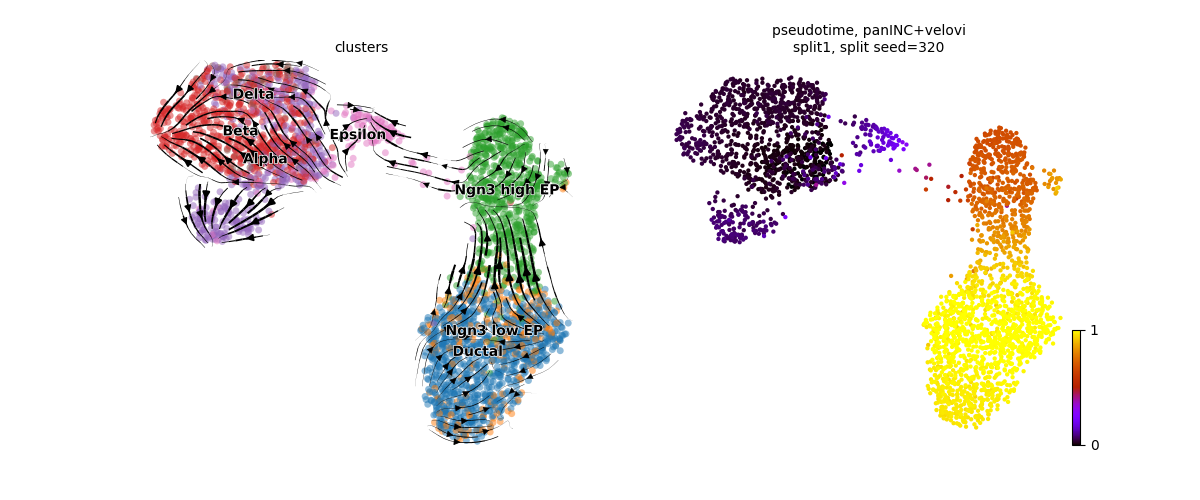 clusters
Delta
Beta
Alpha
Epsilon
Ngn3 high EP
Ngn3 low EP
Ductal
pseudotime, panINC+velovi
split1, split seed=320
1
0